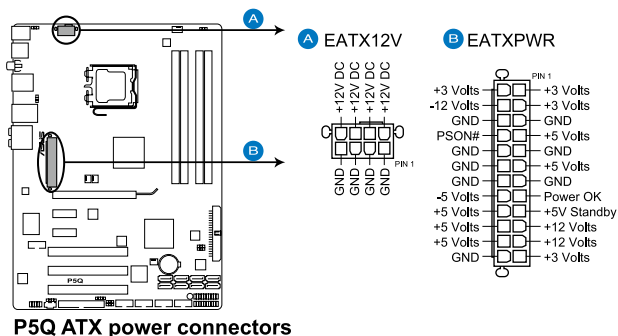 A
A EATX12V
B EATXPWR
+12V DC
+12V DC
+12V DC
+12V DC
PIN 1
GND
GND
GND
GND
PIN 1
+3 Volts +3 Volts
-12 Volts +3 Volts
GND GND
PSON# +5 Volts
GND GND
GND +5 Volts
GND GND
-5 Volts Power OK
+5 Volts +5V Standby
+5 Volts +12 Volts
+5 Volts +12 Volts
GND +3 Volts
B
P5Q
P5Q ATX power connectors